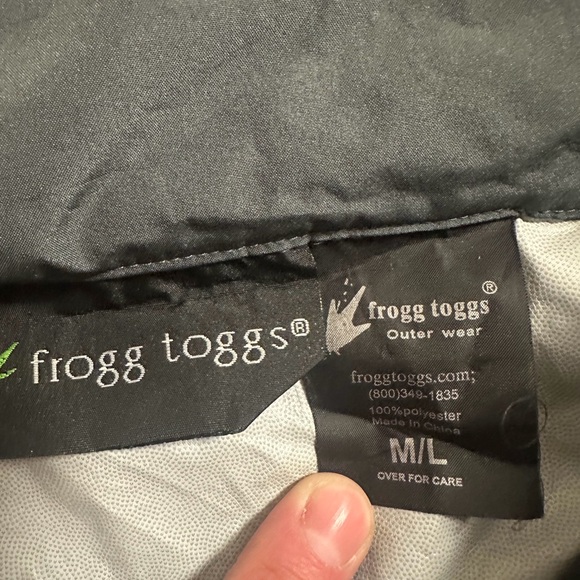 frogg toggs®
frogg toggs®
Outer wear
froggtoggs.com;
(800)349-1835
100%polyester
Made in China
M/L
OVER FOR CARE